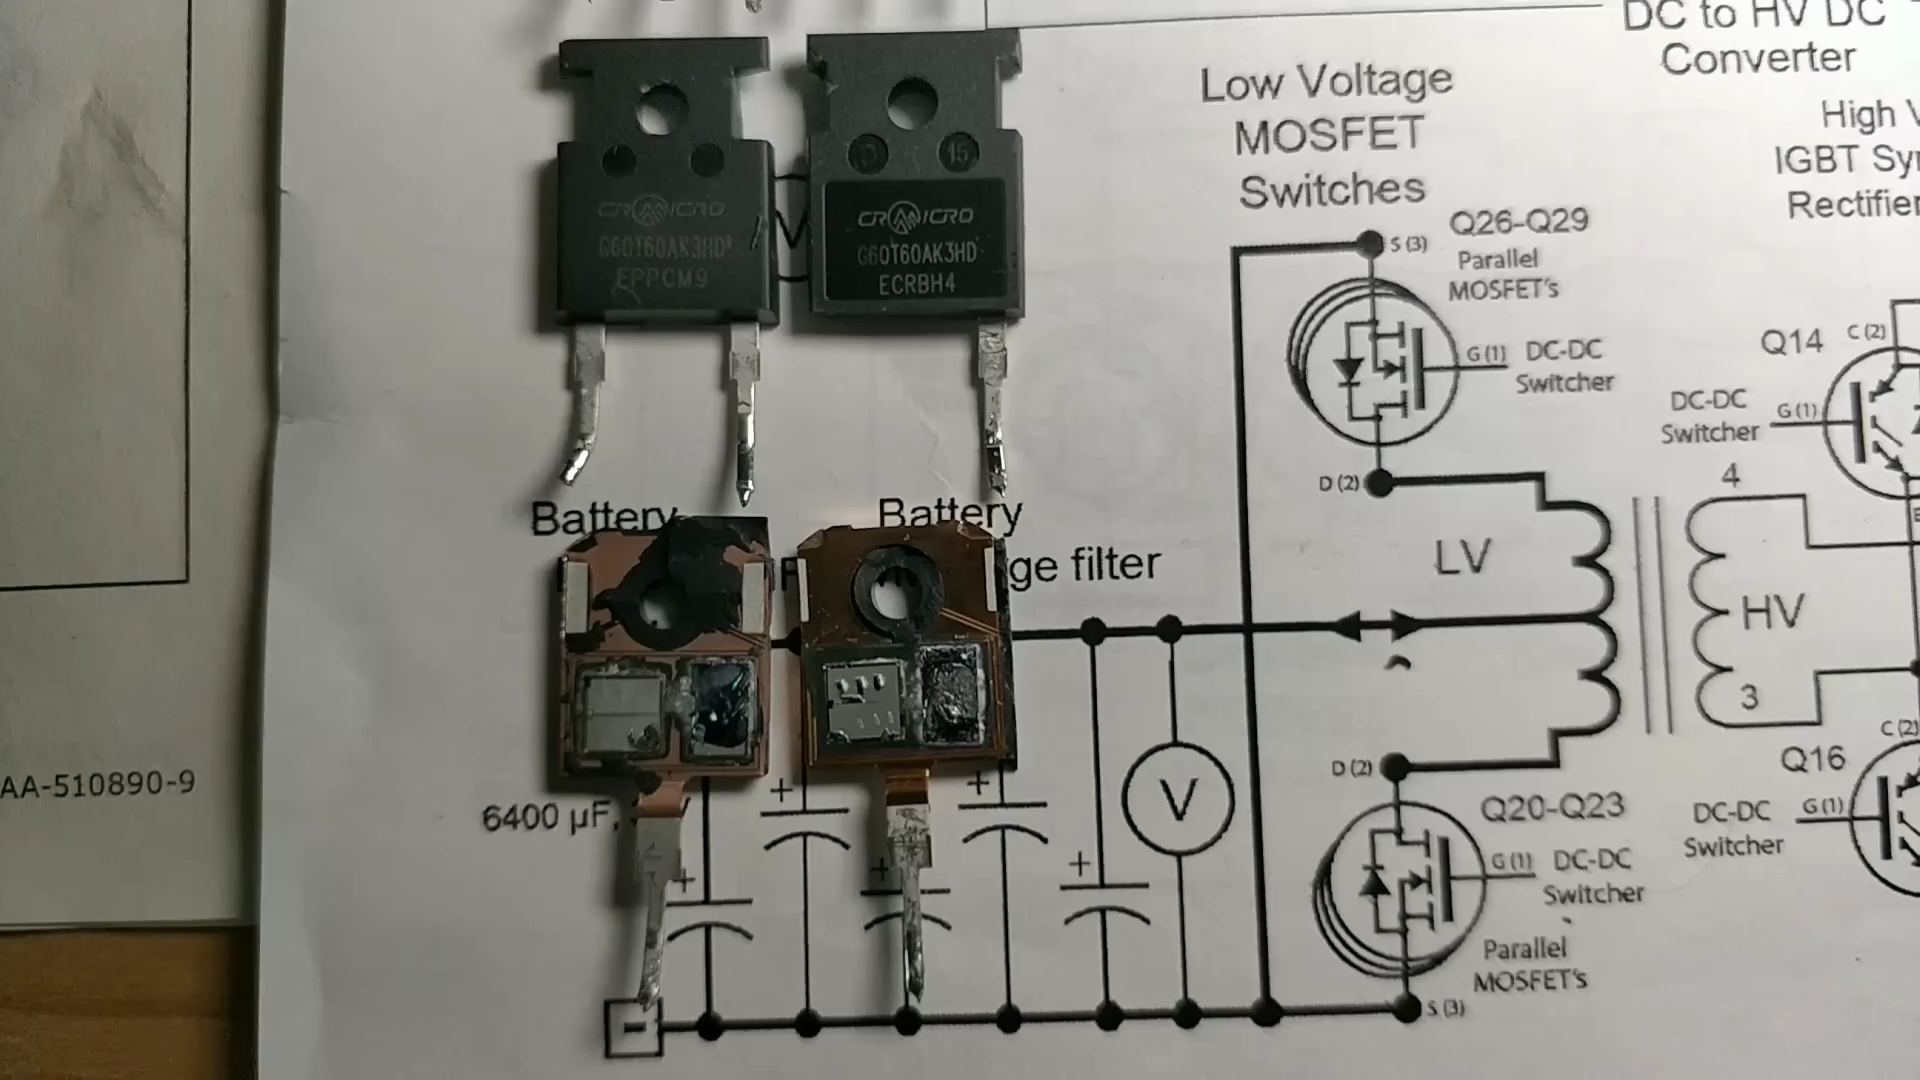 DC to HV DC
Converter
Low Voltage
MOSFET
Switches
High V
IGBT Syn
Rectifier
D
15
CRMICRO
G60T60AK3HD
EPPCM9
CRMICRO
G60T60AK3HD
ECRBH4
Q26-Q29
Parallel
MOSFET's
S (3)
G (1)
DC-DC
Switcher
D (2)
Q14
C (2)
DC-DC
Switcher
G (1)
4
Battery
Battery
ge filter
LV
HV
3
E
V
AA-510890-9
6400 µF,
+
+
+
+
+
V
D (2)
Q20-Q23
G (1)
DC-DC
Switcher
Parallel
MOSFET's
S (3)
C (2)
Q16
DC-DC
Switcher
G (1)
-